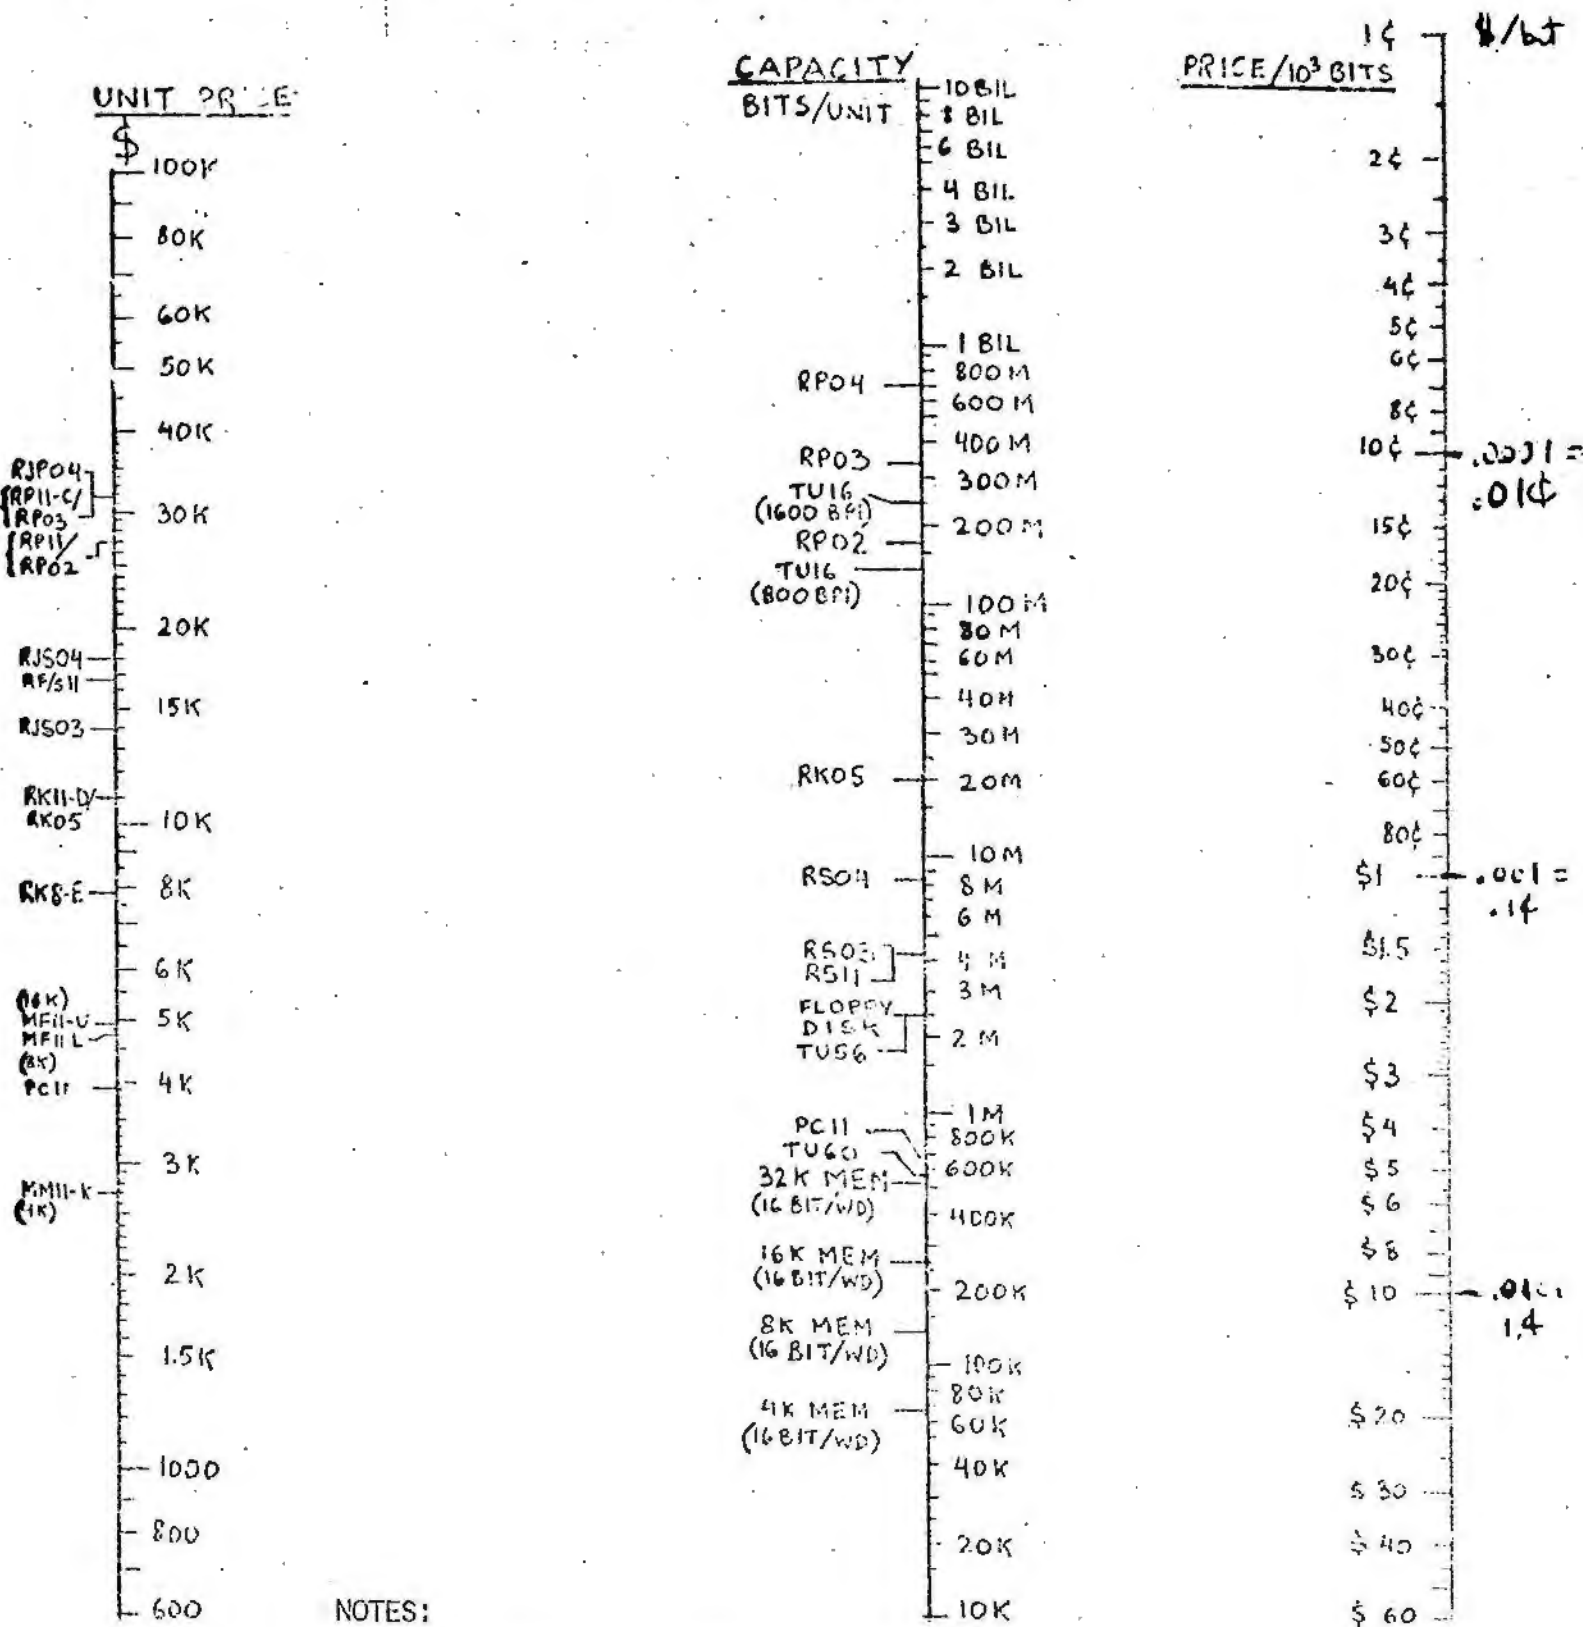 UNIT PRICE
$
100K
80K
60K
50K
40K
RJP04
RP11-C/
RP03
30K
RP11/
RP02
20K
RJS04
RF/S11
15K
RJS03
RK11-D/
RK05
10K
RK8-E
8K
6K
(16K)
MF11-U
5K
MF11L
(8K)
PC11
4K
3K
MM11-K
(4K)
2K
1.5K
1000
800
600
NOTES:
CAPACITY
BITS/UNIT
10 BIL
8 BIL
6 BIL
4 BIL
3 BIL
2 BIL
1 BIL
RP04
800 M
600 M
400 M
RP03
300M
TU16
(1600 BPI)
200 M
RP02
TU16
(800 BPI)
100 M
80 M
60 M
40M
30 M
RK05
20M
10 M
RS04
8 M
6 M
RS03
RS11
4 M
3 M
FLOPPY
DISK
TU56
2 M
1M
PC11
800K
TU60
600K
32K MEM
(16 BIT/WD)
400K
16K MEM
(16 BIT/WD)
200K
8K MEM
(16 BIT/WD)
100K
80K
4K MEM
60K
(16 BIT/WD)
40K
20K
10K
PRICE/10³ BITS
1¢
$/bit
2¢
3¢
4¢
5¢
6¢
8¢
10¢
.0001 =
.01¢
15¢
20¢
30¢
40¢
50¢
60¢
80¢
$1
.001 =
.1¢
$1.5
$2
$3
$4
$5
$6
$8
$10
1¢
$20
$30
$40
$60